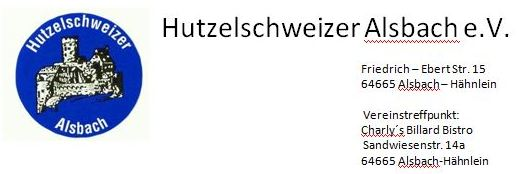 Hutzelschweizer
Alsbach
Hutzelschweizer Alsbach e.V.
Friedrich – Ebert Str. 15
64665 Alsbach – Hähnlein
Vereinstreffpunkt:
Charly´s Billard Bistro
Sandwiesenstr. 14a
64665 Alsbach-Hähnlein